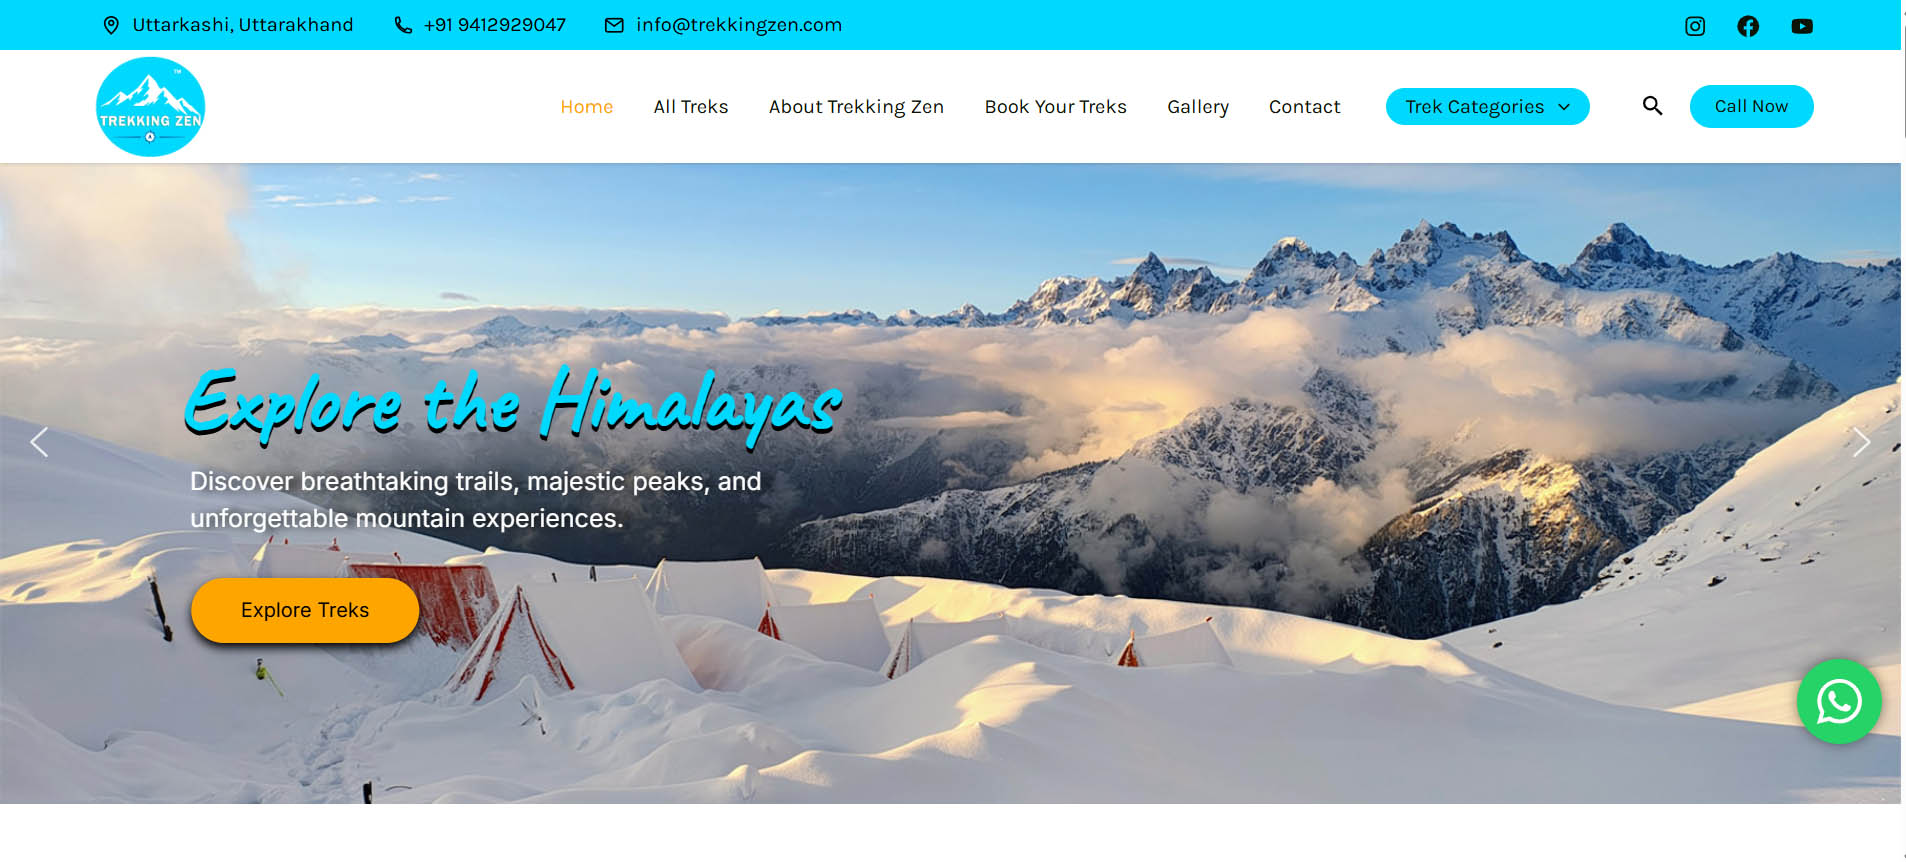 Uttarkashi, Uttarakhand
+91 9412929047
info@trekkingzen.com
TM
TREKKING ZEN
Home
All Treks
About Trekking Zen
Book Your Treks
Gallery
Contact
Trek Categories
Call Now
Explore the Himalayas
Discover breathtaking trails, majestic peaks, and
unforgettable mountain experiences.
Explore Treks